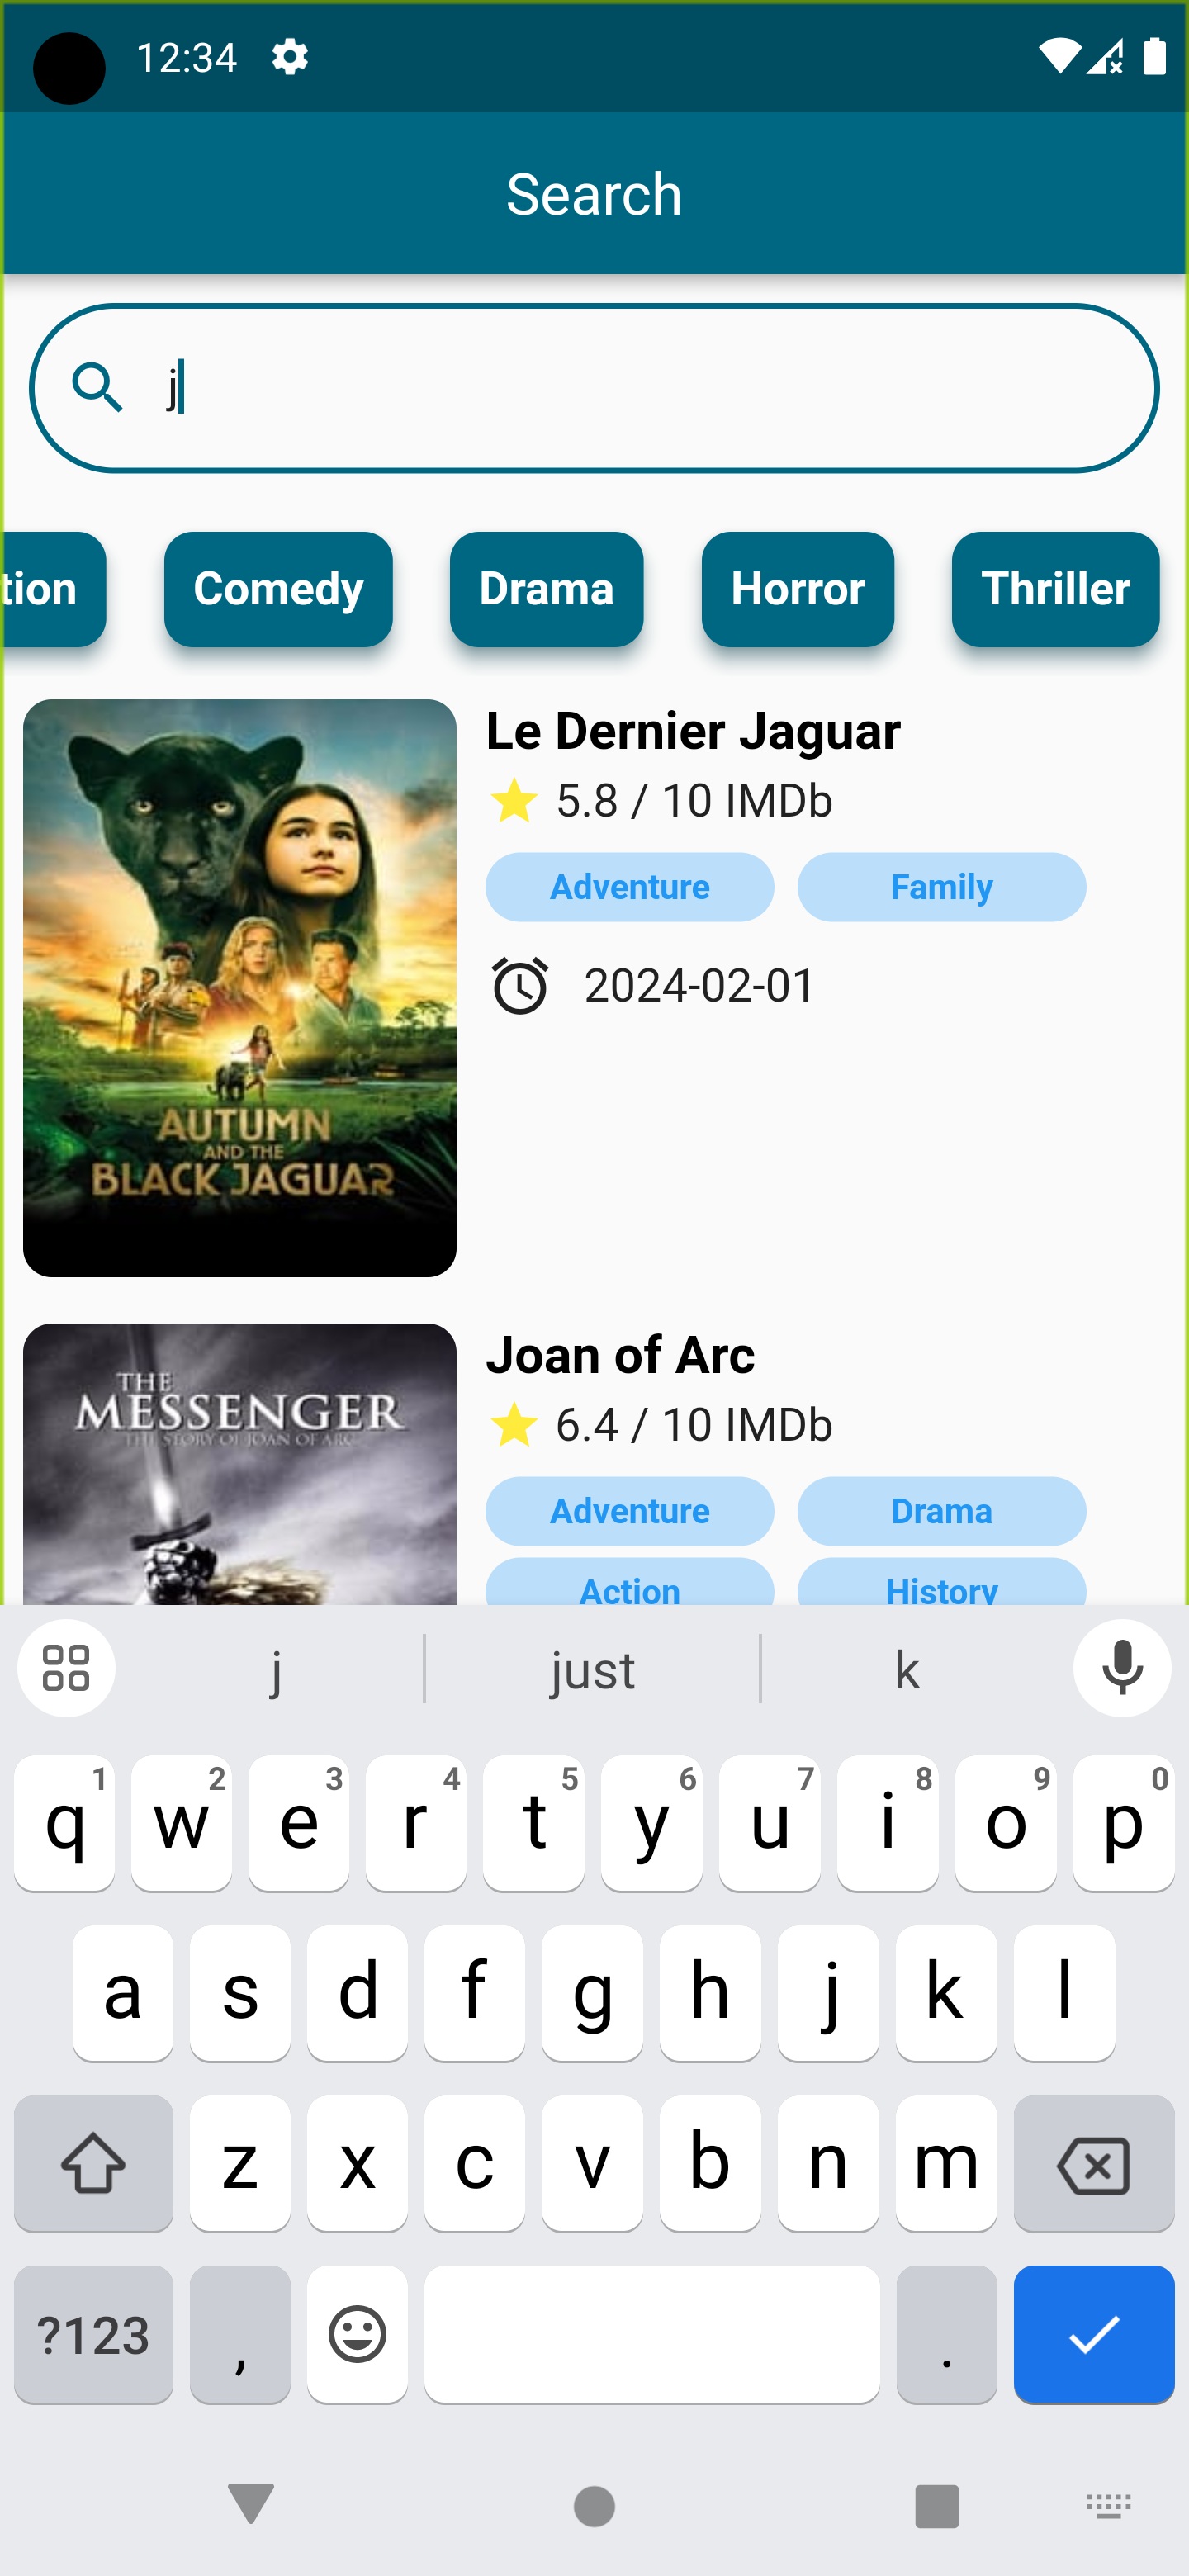 12:34
Search
j
tion Comedy Drama Horror Thriller
Le Dernier Jaguar
5.8 / 10 IMDb
Adventure Family
2024-02-01
AUTUMN
AND THE
BLACK JAGUAR
Joan of Arc
6.4 / 10 IMDb
Adventure Drama
Action History
THE
MESSENGER
THE STORY OF JOAN OF ARC
j just k
q 1 w 2 e 3 r 4 t 5 y 6 u 7 i 8 o 9 p 0
a s d f g h j k l
z x c v b n m
?123 , .